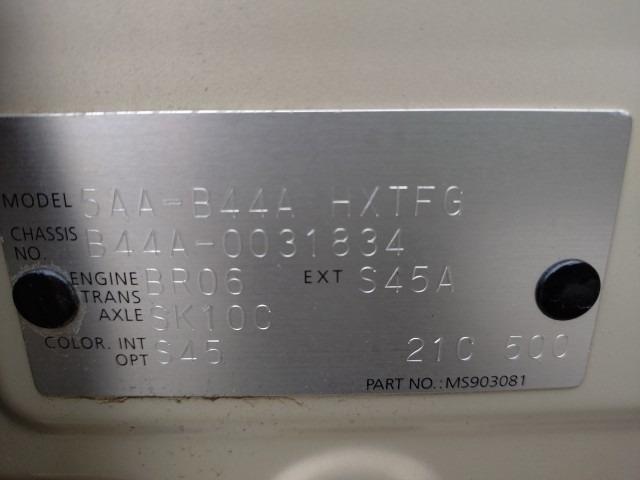 MODEL 5AA-B44A HXTFG
CHASSIS NO. B44A-0031834
ENGINE BR06 EXT S45A
TRANS AXLE SK10C
COLOR. INT OPT S45 21C 500
PART NO.:MS903081